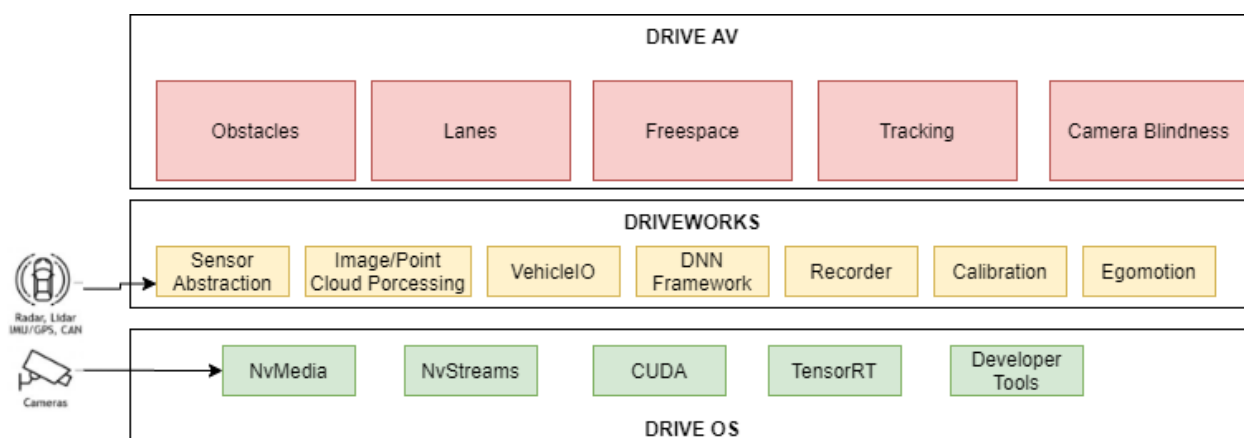 DRIVE AV
Obstacles
Lanes
Freespace
Tracking
Camera Blindness
DRIVEWORKS
Sensor
Abstraction
Image/Point
Cloud Porcessing
VehicleIO
DNN
Framework
Recorder
Calibration
Egomotion
Radar, Lidar
IMU/GPS, CAN
NvMedia
NvStreams
CUDA
TensorRT
Developer
Tools
Cameras
DRIVE OS